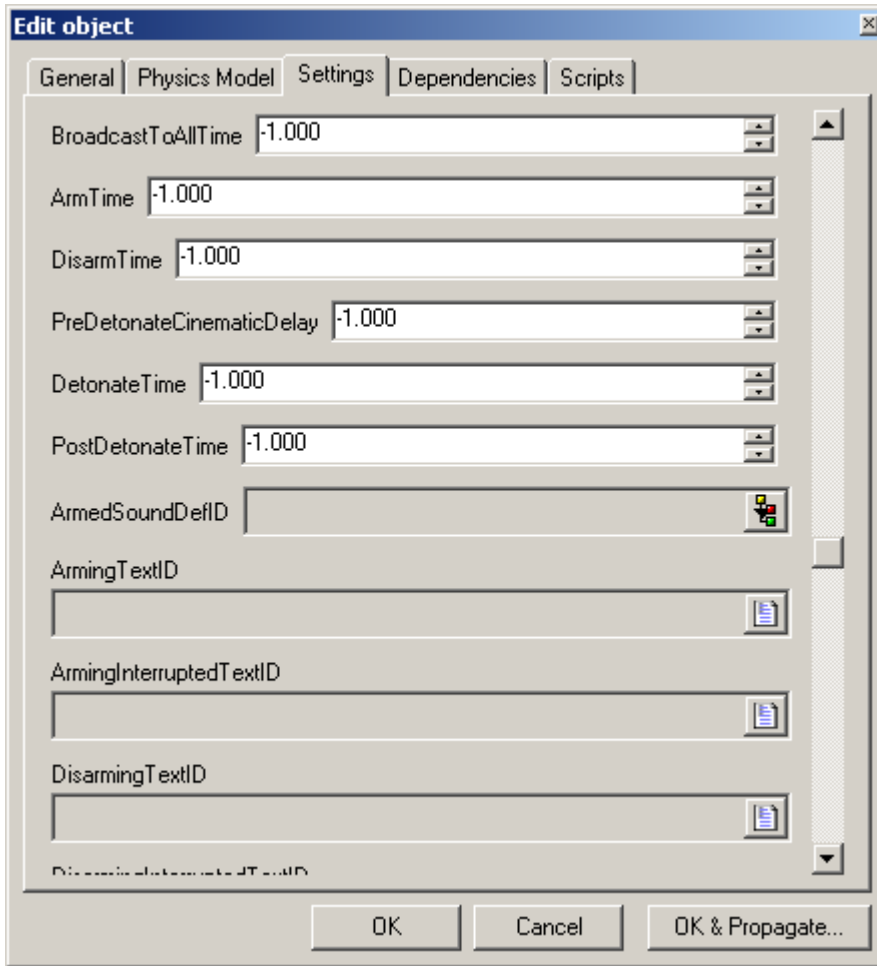 Edit object
General Physics Model Settings Dependencies Scripts
BroadcastToAllTime -1.000
ArmTime -1.000
DisarmTime -1.000
PreDetonateCinematicDelay -1.000
DetonateTime -1.000
PostDetonateTime -1.000
ArmedSoundDefID
ArmingTextID
ArmingInterruptedTextID
DisarmingTextID
DisarmingInterruptedTextID
OK Cancel OK & Propagate...